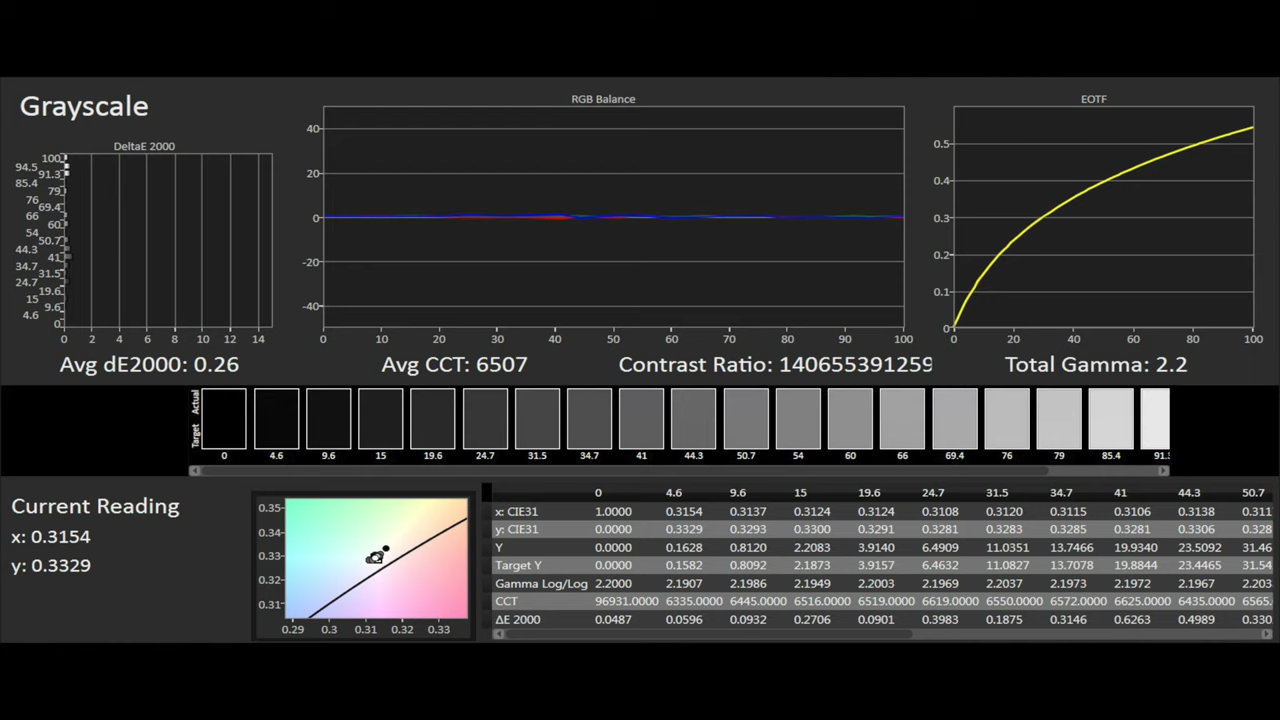 Grayscale
DeltaE 2000
100
94.5
91.3
85.4
79
76
69.4
66
60
54
50.7
44.3
41
34.7
31.5
24.7
19.6
15
9.6
4.6
0
0 2 4 6 8 10 12 14
Avg dE2000: 0.26
RGB Balance
40
20
0
-20
-40
0 10 20 30 40 50 60 70 80 90 100
Avg CCT: 6507
Contrast Ratio: 140655391259
EOTF
0.5
0.4
0.3
0.2
0.1
0
0 20 40 60 80 100
Total Gamma: 2.2
Actual
Target
0 4.6 9.6 15 19.6 24.7 31.5 34.7 41 44.3 50.7 54 60 66 69.4 76 79 85.4 91.
Current Reading
x: 0.3154
y: 0.3329
0.35
0.34
0.33
0.32
0.31
0.29 0.3 0.31 0.32 0.33
0 4.6 9.6 15 19.6 24.7 31.5 34.7 41 44.3 50.7
x: CIE31 1.0000 0.3154 0.3137 0.3124 0.3124 0.3108 0.3120 0.3115 0.3106 0.3138 0.311
y: CIE31 0.0000 0.3329 0.3293 0.3300 0.3291 0.3281 0.3283 0.3285 0.3281 0.3306 0.328
Y 0.0000 0.1628 0.8120 2.2083 3.9140 6.4909 11.0351 13.7466 19.9340 23.5092 31.46
Target Y 0.0000 0.1582 0.8092 2.1873 3.9157 6.4632 11.0827 13.7078 19.8844 23.4465 31.54
Gamma Log/Log 2.2000 2.1907 2.1986 2.1949 2.2003 2.1969 2.2037 2.1973 2.1972 2.1967 2.203
CCT 96931.0000 6335.0000 6445.0000 6516.0000 6519.0000 6619.0000 6550.0000 6572.0000 6625.0000 6435.0000 6565.
ΔE 2000 0.0487 0.0596 0.0932 0.2706 0.0901 0.3983 0.1875 0.3146 0.6263 0.4989 0.330